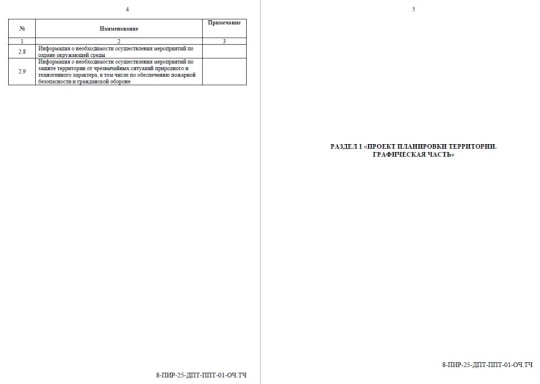 4
№ Наименование Примечание
1 2 3
2.8 Информация о необходимости осуществления мероприятий по
охране окружающей среды
2.9 Информация о необходимости осуществления мероприятий по
защите территории от чрезвычайных ситуаций природного и
техногенного характера, в том числе по обеспечению пожарной
безопасности и гражданской обороне
8-ПИР-25-ДПТ-ППТ-01-ОЧ.ТЧ
5
РАЗДЕЛ 1 «ПРОЕКТ ПЛАНИРОВКИ ТЕРРИТОРИИ.
ГРАФИЧЕСКАЯ ЧАСТЬ»
8-ПИР-25-ДПТ-ППТ-01-ОЧ.ТЧ